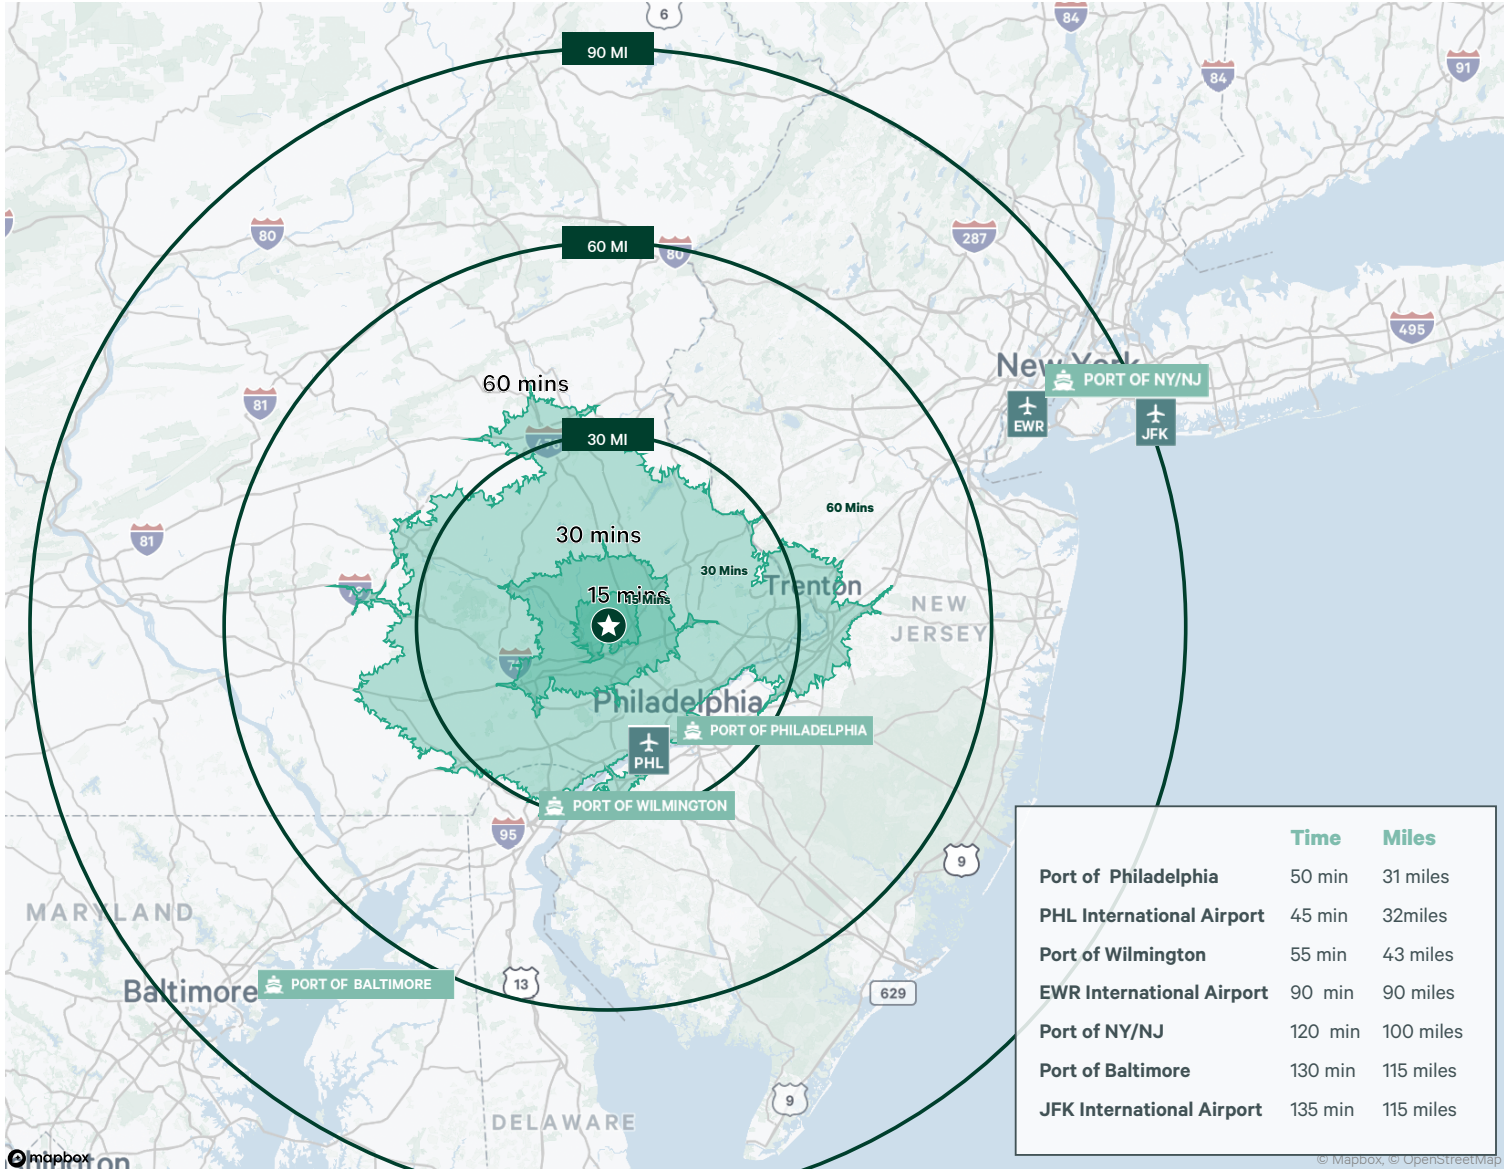 6
84
90 MI
84
91
80
60 MI
80
287
495
New York
60 mins
PORT OF NY/NJ
81
EWR
JFK
30 MI
60 Mins
30 mins
81
30 Mins
Trenton
15 mins
15 Mins
NEW
JERSEY
Philadelphia
PORT OF PHILADELPHIA
PHL
PORT OF WILMINGTON
95
9
Time Miles
Port of Philadelphia 50 min 31 miles
PHL International Airport 45 min 32miles
Port of Wilmington 55 min 43 miles
EWR International Airport 90 min 90 miles
Port of NY/NJ 120 min 100 miles
Port of Baltimore 130 min 115 miles
JFK International Airport 135 min 115 miles
MARYLAND
Baltimore
PORT OF BALTIMORE
13
629
9
DELAWARE
mapbox
© Mapbox, © OpenStreetMap